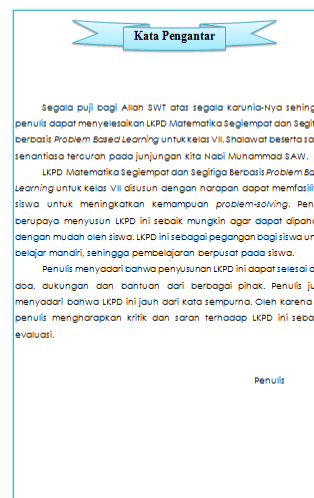 Kata Pengantar
Segala puji bagi Allah SWT atas segala karunia-Nya sehing
penulis dapat menyelesaikan LKPD Matematika Segiempat dan Segit
berbasis Problem Based Learning untuk kelas VII. Shalawat beserta sa
senantiasa tercurah pada junjungan kita Nabi Muhammad SAW.
LKPD Matematika Segiempat dan Segitiga Berbasis Problem Ba
Learning untuk kelas VII disusun dengan harapan dapat memfasili
siswa untuk meningkatkan kemampuan problem-solving. Pen
berupaya menyusun LKPD ini sebaik mungkin agar dapat dipaha
dengan mudah oleh siswa. LKPD ini sebagai pegangan bagi siswa un
belajar mandiri, sehingga pembelajaran berpusat pada siswa.
Penulis menyadari bahwa penyusunan LKPD ini dapat selesai a
doa, dukungan dan bantuan dari berbagai pihak. Penulis ju
menyadari bahwa LKPD ini jauh dari kata sempurna. Oleh karena
penulis mengharapkan kritik dan saran terhadap LKPD ini seba
evaluasi.
Penulis